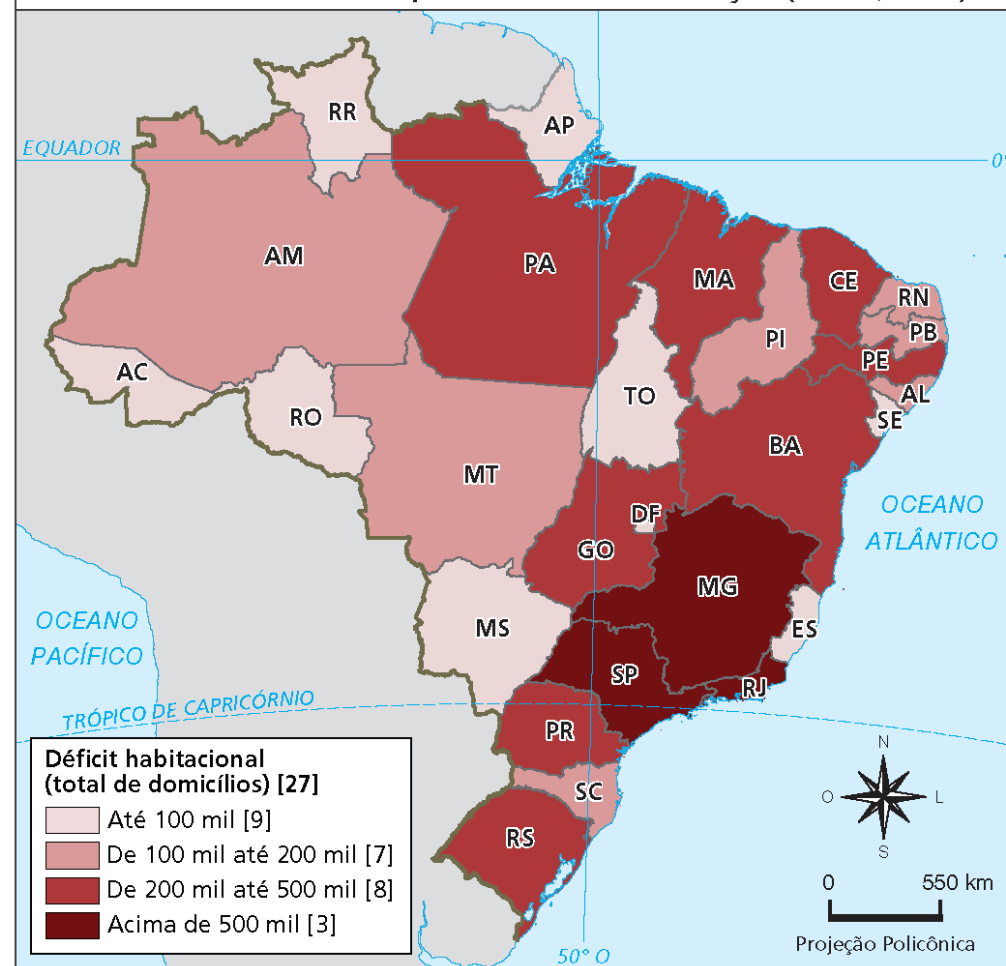 RR
AP
EQUADOR
0°
AM
PA
MA
CE
RN
PB
PI
PE
AC
TO
AL
RO
SE
BA
MT
DF
OCEANO
ATLÂNTICO
GO
MG
OCEANO
PACÍFICO
MS
ES
SP
RJ
TRÓPICO DE CAPRICÓRNIO
PR
Déficit habitacional
(total de domicílios) [27]
Até 100 mil [9]
De 100 mil até 200 mil [7]
De 200 mil até 500 mil [8]
Acima de 500 mil [3]
SC
RS
N
O
L
S
0 550 km
Projeção Policônica
50° O